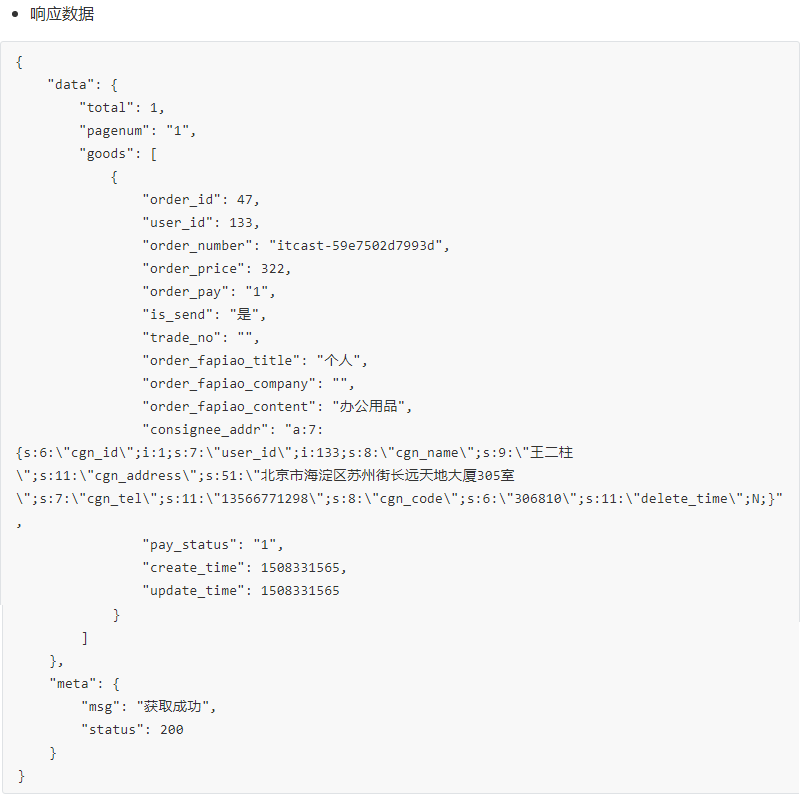 响应数据
{
    "data": {
        "total": 1,
        "pagenum": "1",
        "goods": [
            {
                "order_id": 47,
                "user_id": 133,
                "order_number": "itcast-59e7502d7993d",
                "order_price": 322,
                "order_pay": "1",
                "is_send": "是",
                "trade_no": "",
                "order_fapiao_title": "个人",
                "order_fapiao_company": "",
                "order_fapiao_content": "办公用品",
                "consignee_addr": "a:7:
{s:6:\"cgn_id\";i:1;s:7:\"user_id\";i:133;s:8:\"cgn_name\";s:9:\"王二柱
\";s:11:\"cgn_address\";s:51:\"北京市海淀区苏州街长远天地大厦305室
\";s:7:\"cgn_tel\";s:11:\"13566771298\";s:8:\"cgn_code\";s:6:\"306810\";s:11:\"delete_time\";N;}"
,
                "pay_status": "1",
                "create_time": 1508331565,
                "update_time": 1508331565
            }
        ]
    },
    "meta": {
        "msg": "获取成功",
        "status": 200
    }
}